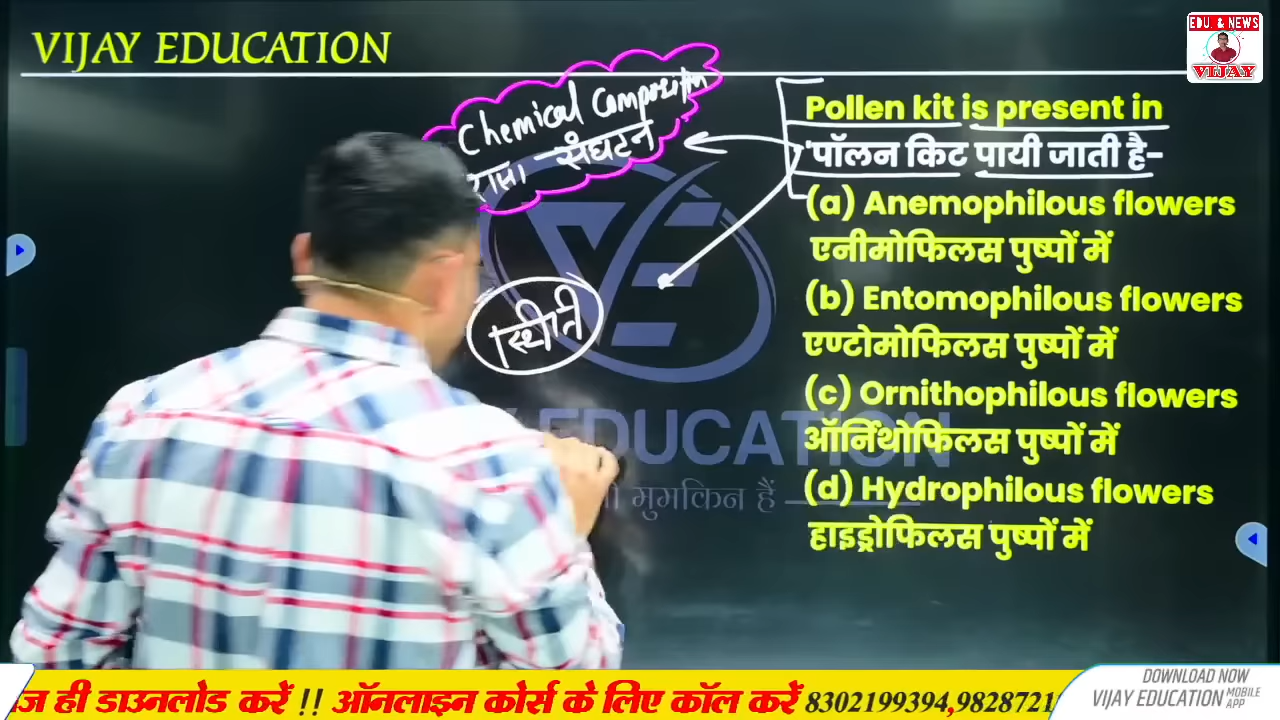 VIJAY EDUCATION
EDU. & NEWS
VIJAY
Chemical Composition
संघटन
स्थीति
Pollen kit is present in
'पॉलन किट पायी जाती है-
(a) Anemophilous flowers
एनीमोफिलस पुष्पों में
(b) Entomophilous flowers
एण्टोमोफिलस पुष्पों में
(c) Ornithophilous flowers
ऑर्निथोफिलस पुष्पों में
(d) Hydrophilous flowers
हाइड्रोफिलस पुष्पों में
EDUCATION
मुमकिन हैं
ही डाउनलोड करें !! ऑनलाइन कोर्स के लिए कॉल करें 8302199394,9828721
DOWNLOAD NOW
VIJAY EDUCATION MOBILE APP